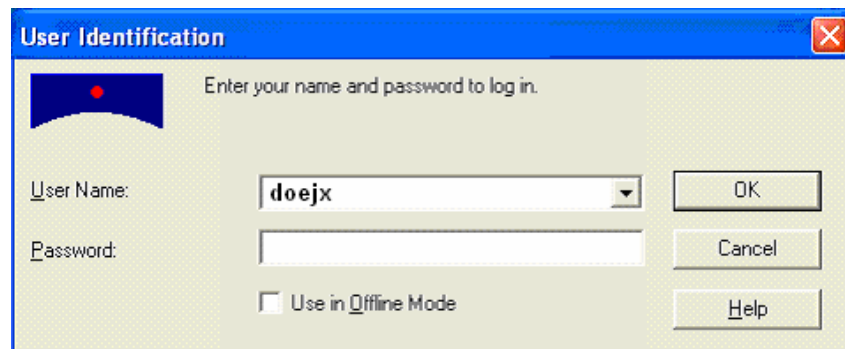 User Identification
Enter your name and password to log in.
User Name:
doejx
OK
Password:
Cancel
Use in Offline Mode
Help